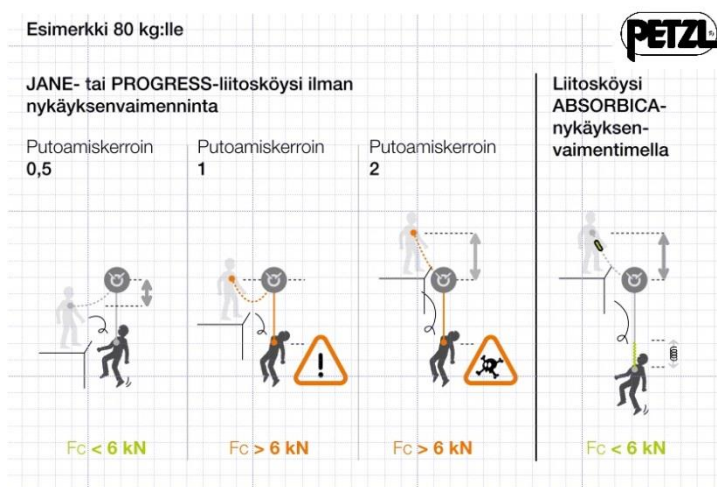 Esimerkki 80 kg:lle
PETZL
JANE- tai PROGRESS-liitosköysi ilman
nykäyksenvaimenninta
Putoamiskerroin
0,5
Putoamiskerroin
1
Putoamiskerroin
2
Liitosköysi
ABSORBICA-
nykäyksen-
vaimentimella
!
Fc < 6 kN
Fc > 6 kN
Fc > 6 kN
Fc < 6 kN